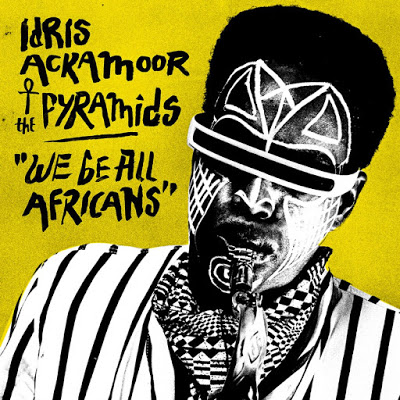 IdRIS
ACKAMOOR
& the PYRAMidS
"WE bE All
AFRICANS"